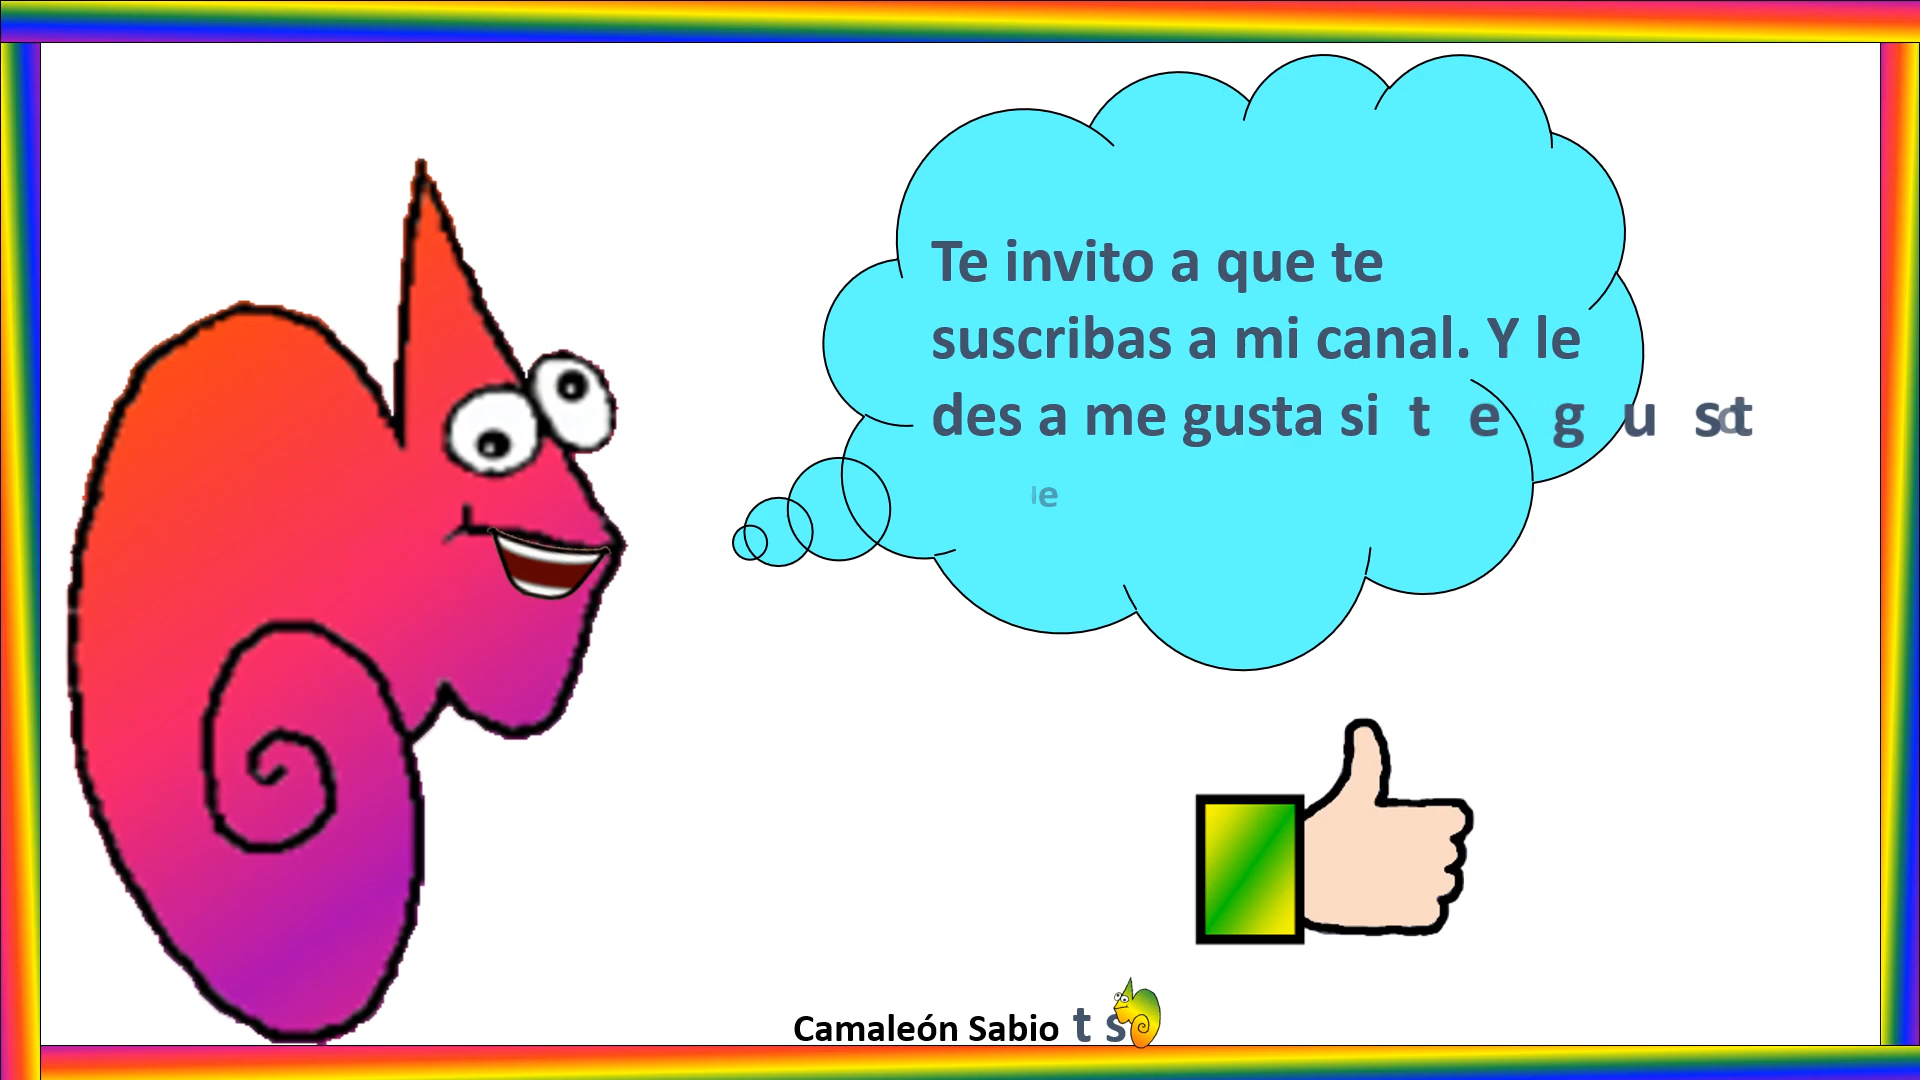 Te invito a que te
suscribas a mi canal. Y le
des a me gusta si t e g u s t
Camaleón Sabio